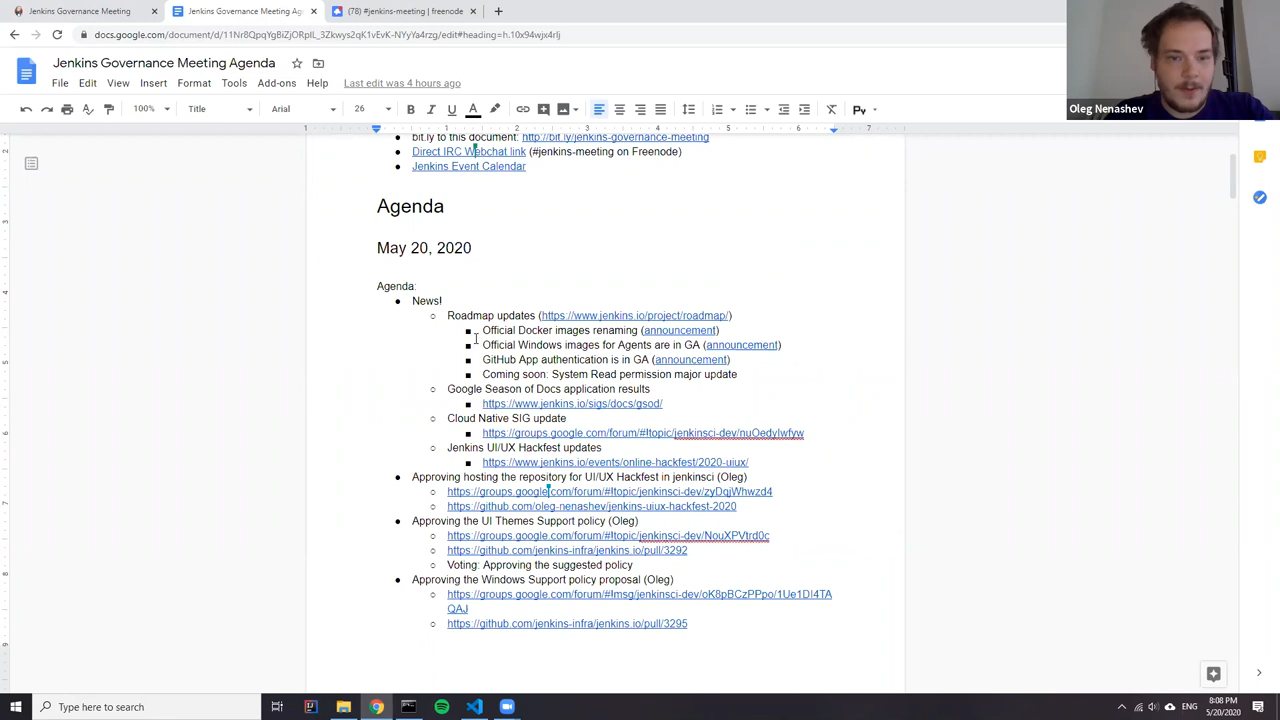 Jenkins Governance Meeting
Jenkins Governance Meeting Age
(78) #jenkins-meeting | freenode
docs.google.com/document/d/11Nr8QpqYgBiZjORpIL_3Zkwys2qK1vEvK-NYyYa4rzg/edit#heading=h.10x94wjx4rlj
Jenkins Governance Meeting Agenda
File Edit View Insert Format Tools Add-ons Help Last edit was 4 hours ago
100% Title Arial 26
Oleg Nenashev
bit.ly to this document: http://bit.ly/jenkins-governance-meeting
Direct IRC Webchat link (#jenkins-meeting on Freenode)
Jenkins Event Calendar
Agenda
May 20, 2020
Agenda:
News!
Roadmap updates (https://www.jenkins.io/project/roadmap/)
Official Docker images renaming (announcement)
Official Windows images for Agents are in GA (announcement)
GitHub App authentication is in GA (announcement)
Coming soon: System Read permission major update
Google Season of Docs application results
https://www.jenkins.io/sigs/docs/gsod/
Cloud Native SIG update
https://groups.google.com/forum/#!topic/jenkinsci-dev/nuOedyIwfyw
Jenkins UI/UX Hackfest updates
https://www.jenkins.io/events/online-hackfest/2020-uiux/
Approving hosting the repository for UI/UX Hackfest in jenkinsci (Oleg)
https://groups.google.com/forum/#!topic/jenkinsci-dev/zyDqjWhwzd4
https://github.com/oleg-nenashev/jenkins-uiux-hackfest-2020
Approving the UI Themes Support policy (Oleg)
https://groups.google.com/forum/#!topic/jenkinsci-dev/NouXPVtrd0c
https://github.com/jenkins-infra/jenkins.io/pull/3292
Voting: Approving the suggested policy
Approving the Windows Support policy proposal (Oleg)
https://groups.google.com/forum/#!msg/jenkinsci-dev/oK8pBCzPPpo/1Ue1DI4TA
QAJ
https://github.com/jenkins-infra/jenkins.io/pull/3295
Type here to search
8:08 PM
5/20/2020